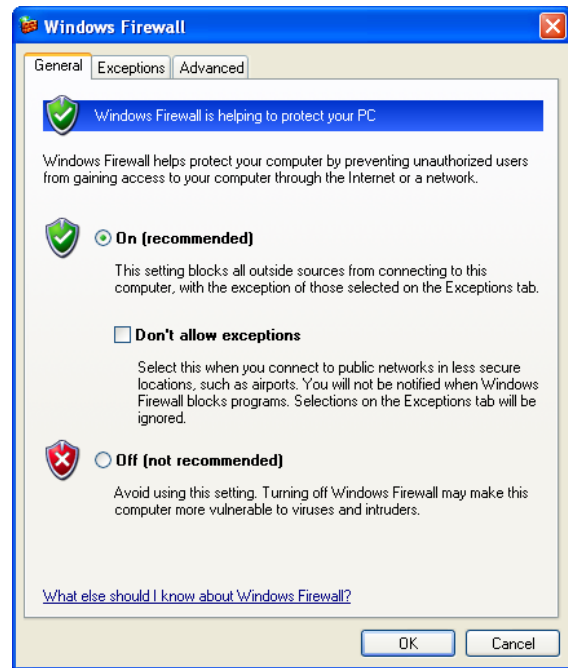 Windows Firewall
General Exceptions Advanced
Windows Firewall is helping to protect your PC
Windows Firewall helps protect your computer by preventing unauthorized users
from gaining access to your computer through the Internet or a network.
On (recommended)
This setting blocks all outside sources from connecting to this
computer, with the exception of those selected on the Exceptions tab.
Don't allow exceptions
Select this when you connect to public networks in less secure
locations, such as airports. You will not be notified when Windows
Firewall blocks programs. Selections on the Exceptions tab will be
ignored.
Off (not recommended)
Avoid using this setting. Turning off Windows Firewall may make this
computer more vulnerable to viruses and intruders.
What else should I know about Windows Firewall?
OK Cancel